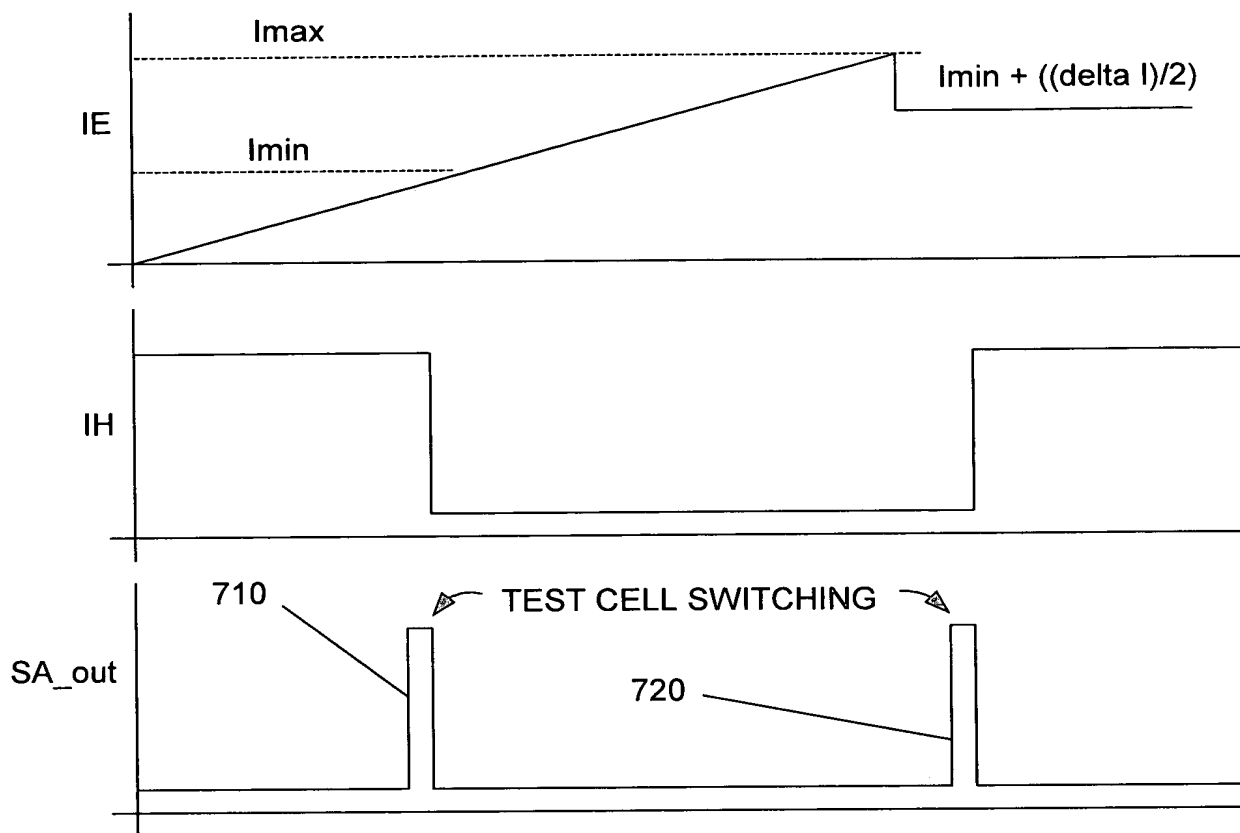 Imax
Imin + ((delta I)/2)
IE
Imin
IH
710
TEST CELL SWITCHING
SA_out
720